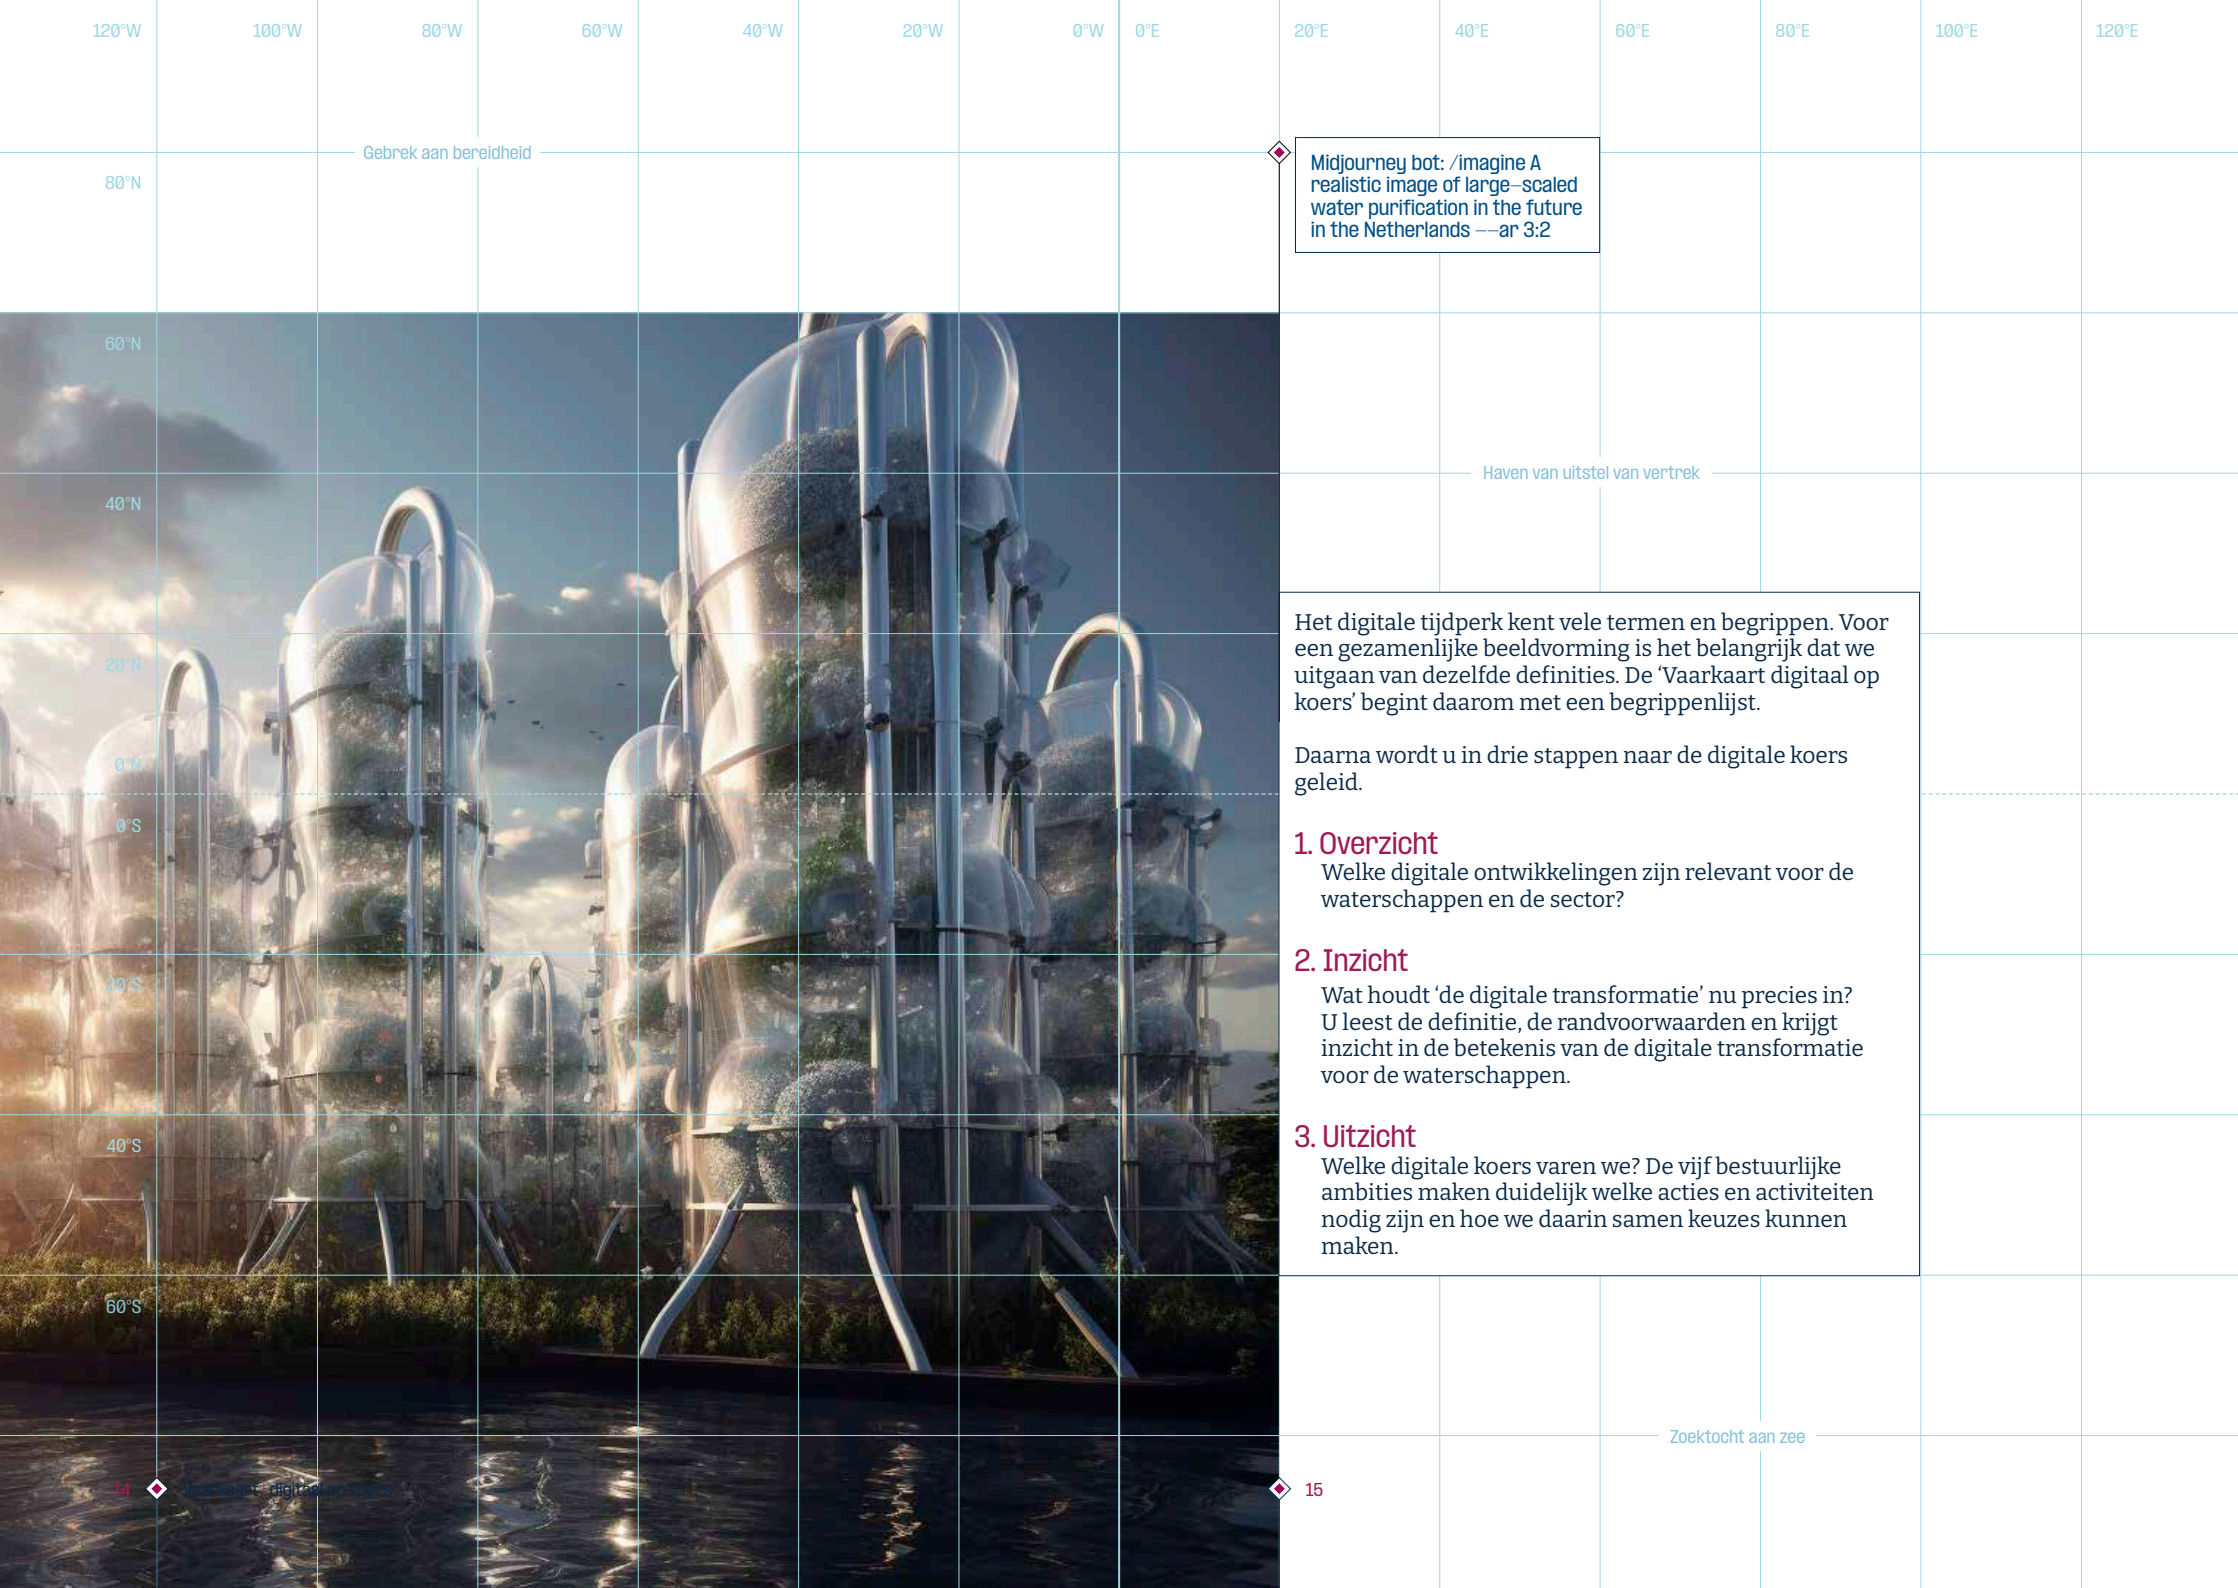 120°W 100°W 80°W 60°W 40°W 20°W 0°W 0°E 20°E 40°E 60°E 80°E 100°E 120°E
Gebrek aan bereidheid
80°N
60°N
40°N
20°N
0°N
0°S
20°S
40°S
60°S
14
digitaal
Midjourney bot: /imagine A
realistic image of large-scaled
water purification in the future
in the Netherlands --ar 3:2
Haven van uitstel van vertrek
Het digitale tijdperk kent vele termen en begrippen. Voor
een gezamenlijke beeldvorming is het belangrijk dat we
uitgaan van dezelfde definities. De ‘Vaarkaart digitaal op
koers’ begint daarom met een begrippenlijst.
Daarna wordt u in drie stappen naar de digitale koers
geleid.
1. Overzicht
Welke digitale ontwikkelingen zijn relevant voor de
waterschappen en de sector?
2. Inzicht
Wat houdt ‘de digitale transformatie’ nu precies in?
U leest de definitie, de randvoorwaarden en krijgt
inzicht in de betekenis van de digitale transformatie
voor de waterschappen.
3. Uitzicht
Welke digitale koers varen we? De vijf bestuurlijke
ambities maken duidelijk welke acties en activiteiten
nodig zijn en hoe we daarin samen keuzes kunnen
maken.
Zoektocht aan zee
15